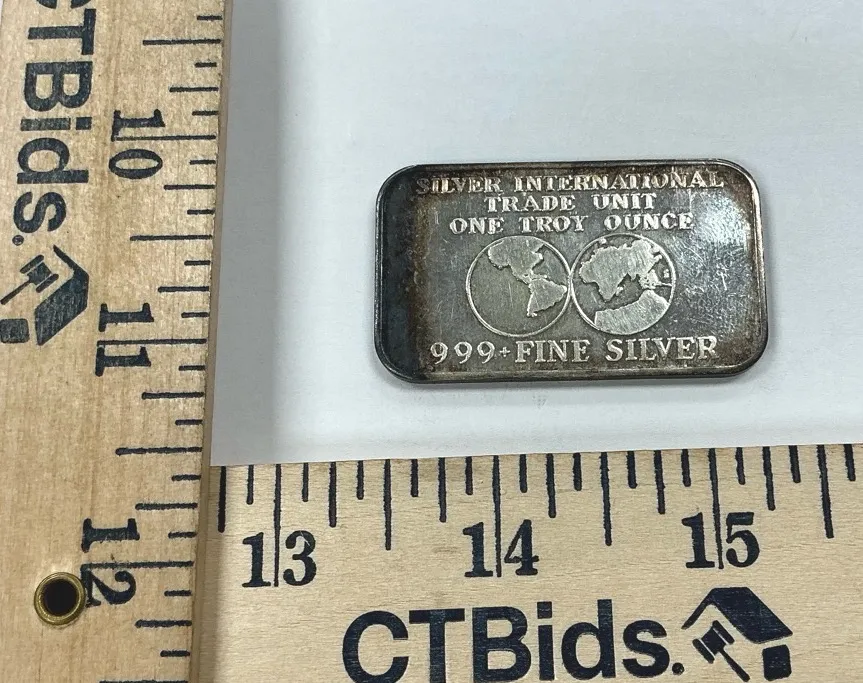 CTBids.
10
11
12
SILVER INTERNATIONAL
TRADE UNIT
ONE TROY OUNCE
999+ FINE SILVER
13 14 15
CTBids.